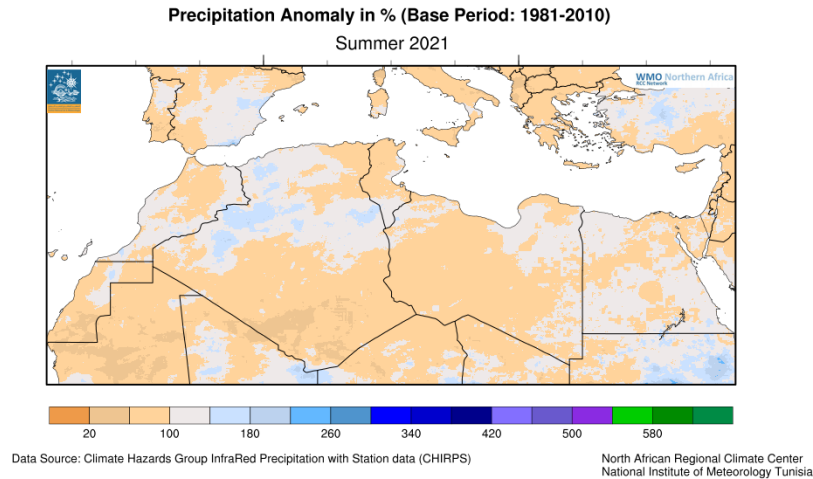 Precipitation Anomaly in % (Base Period: 1981-2010)
Summer 2021
WMO Northern Africa
RCC Network
20 100 180 260 340 420 500 580
Data Source: Climate Hazards Group InfraRed Precipitation with Station data (CHIRPS)
North African Regional Climate Center
National Institute of Meteorology Tunisia